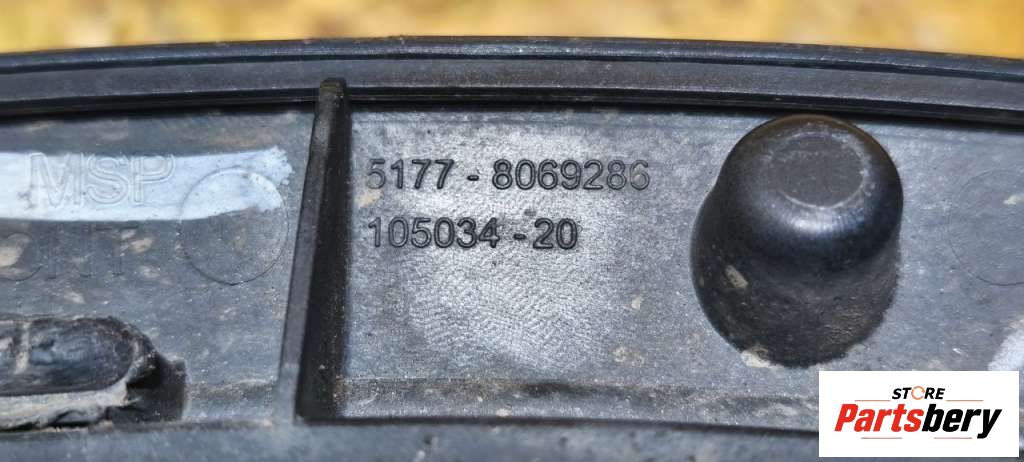 MSP
5177 - 8069286
105034 - 20
STORE
Partsbery